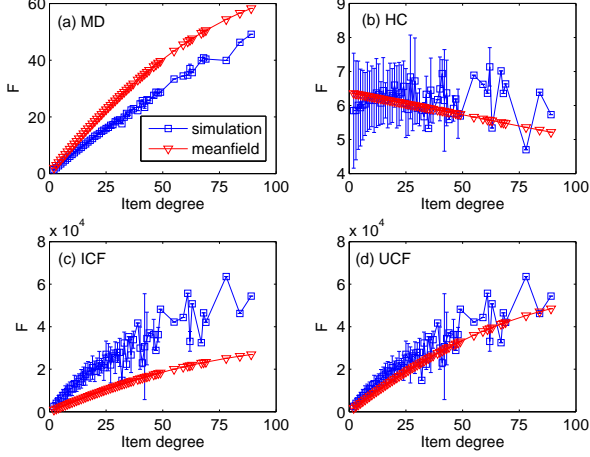 (a) MD
60
40
20
0
F
0 25 50 75 100
Item degree
simulation
meanfield
(b) HC
9
8
7
6
5
4
F
0 25 50 75 100
Item degree
x 10^4
(c) ICF
8
6
4
2
0
F
0 25 50 75 100
Item degree
x 10^4
(d) UCF
8
6
4
2
0
F
0 25 50 75 100
Item degree